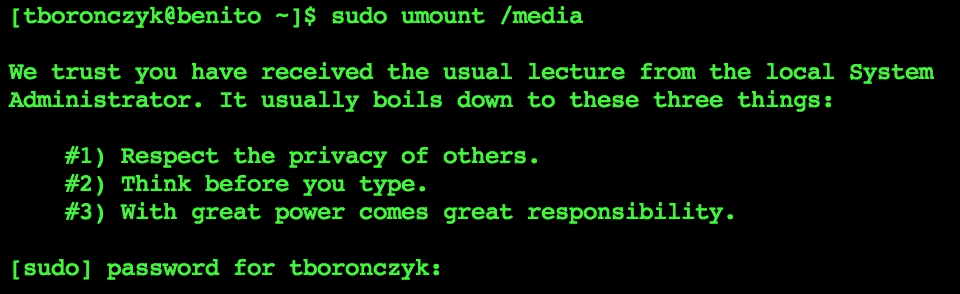 [tboronczyk@benito ~]$ sudo umount /media
We trust you have received the usual lecture from the local System
Administrator. It usually boils down to these three things:
#1) Respect the privacy of others.
#2) Think before you type.
#3) With great power comes great responsibility.
[sudo] password for tboronczyk: